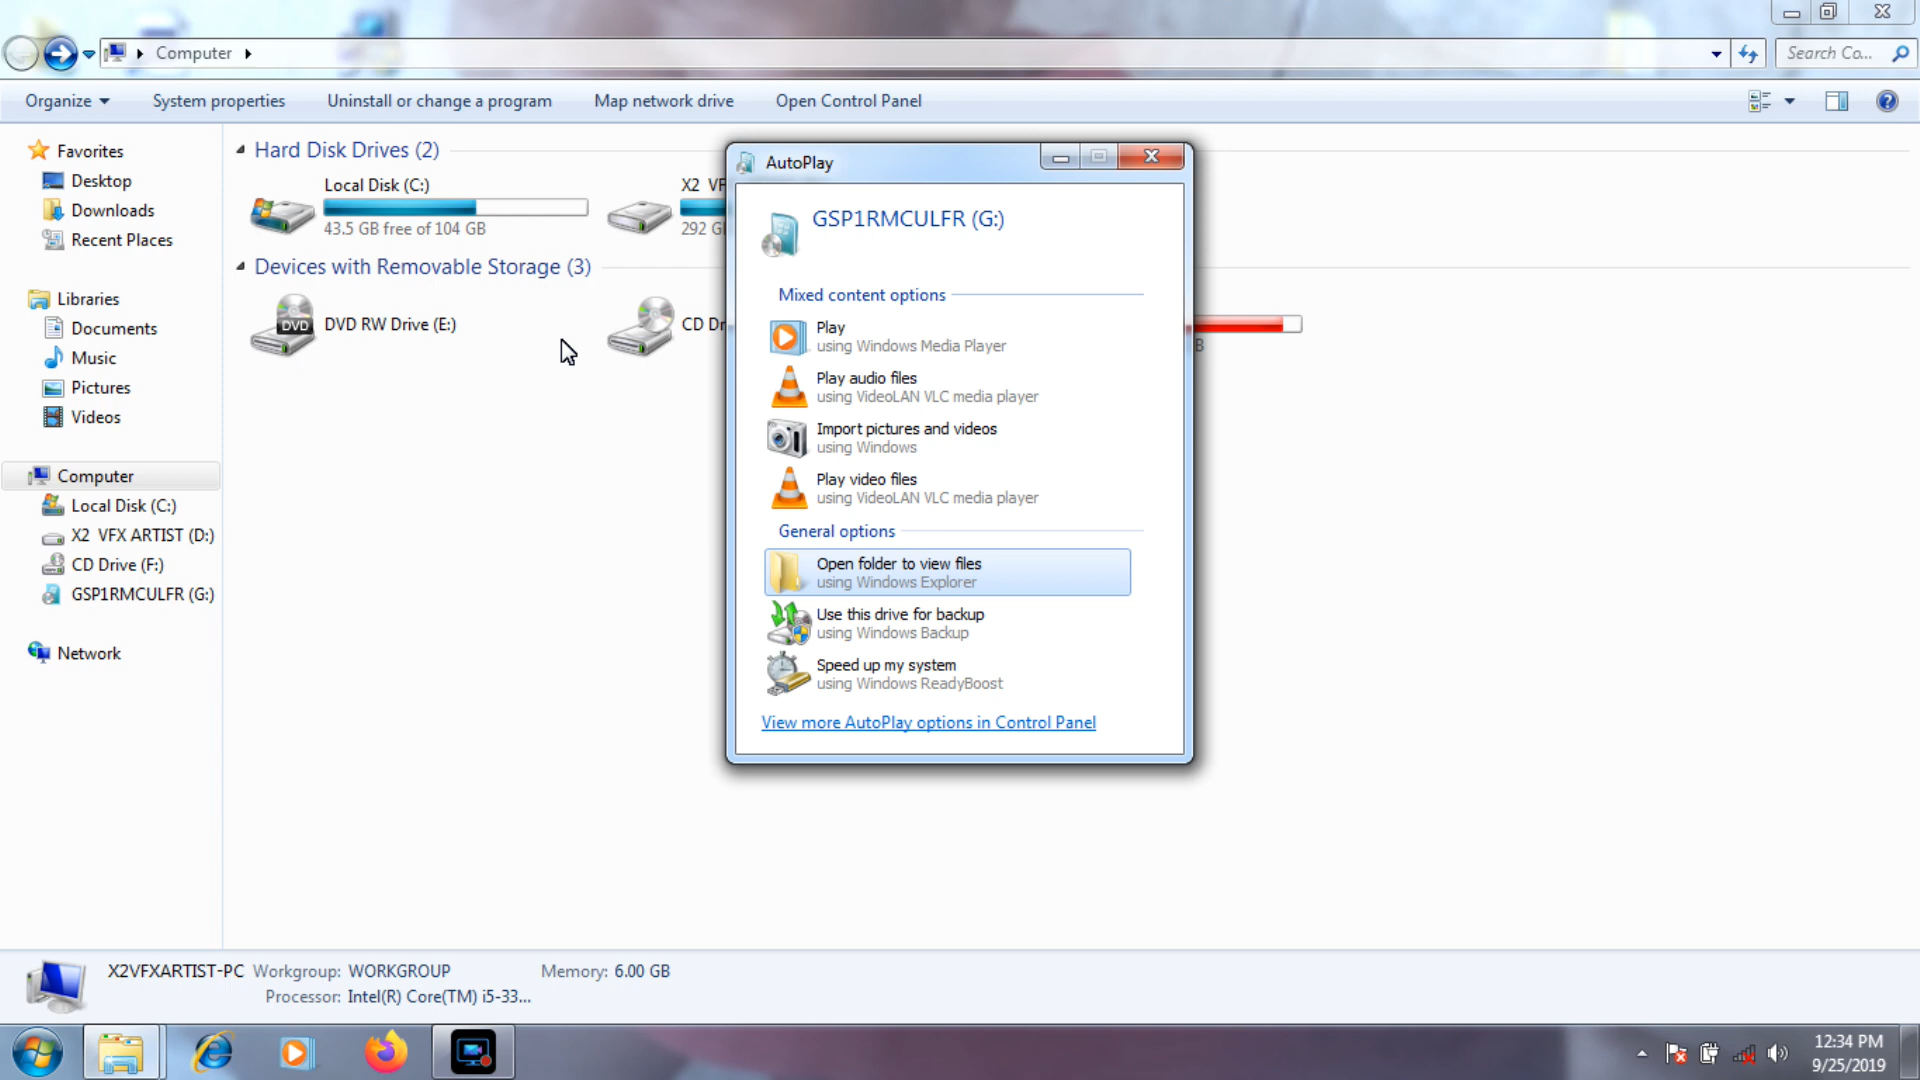 Computer
Search Co...
Organize
System properties
Uninstall or change a program
Map network drive
Open Control Panel
Favorites
Desktop
Downloads
Recent Places
Libraries
Documents
Music
Pictures
Videos
Computer
Local Disk (C:)
X2 VFX ARTIST (D:)
CD Drive (F:)
GSP1RMCULFR (G:)
Network
Hard Disk Drives (2)
Local Disk (C:)
43.5 GB free of 104 GB
X2 VF
292 G
Devices with Removable Storage (3)
DVD
DVD RW Drive (E:)
CD Dr
B
AutoPlay
GSP1RMCULFR (G:)
Mixed content options
Play
using Windows Media Player
Play audio files
using VideoLAN VLC media player
Import pictures and videos
using Windows
Play video files
using VideoLAN VLC media player
General options
Open folder to view files
using Windows Explorer
Use this drive for backup
using Windows Backup
Speed up my system
using Windows ReadyBoost
View more AutoPlay options in Control Panel
X2VFXARTIST-PC Workgroup: WORKGROUP Memory: 6.00 GB
Processor: Intel(R) Core(TM) i5-33...
12:34 PM
9/25/2019